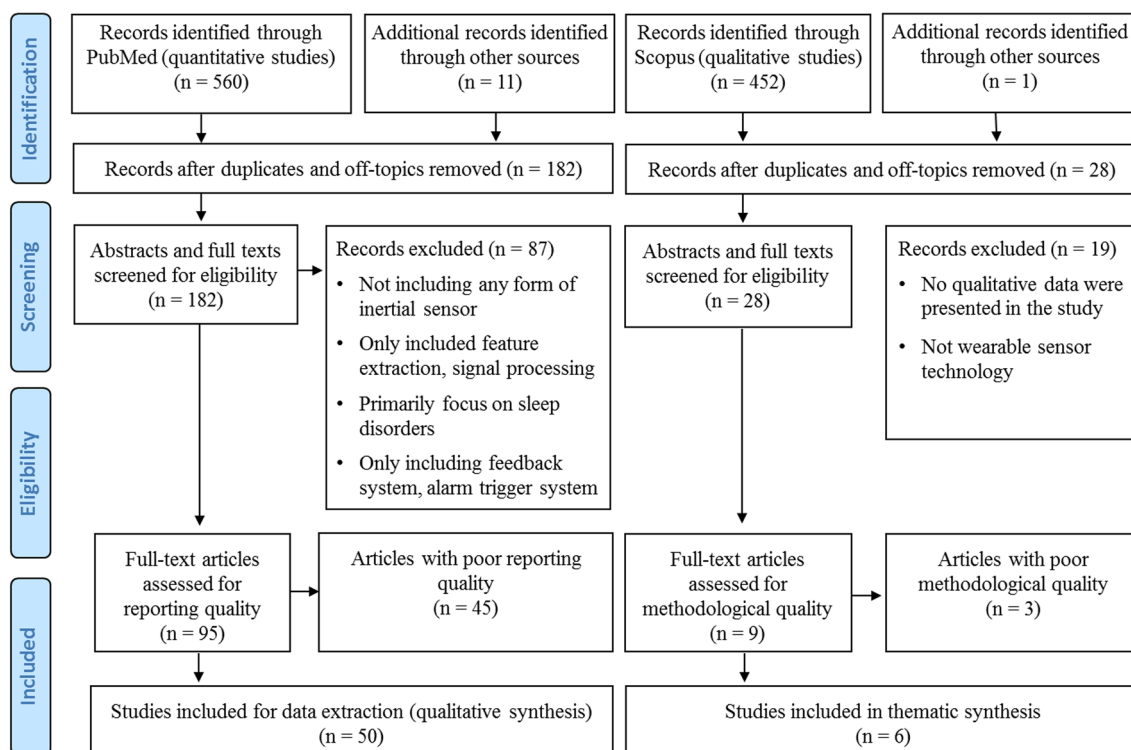 Identification
Records identified through
PubMed (quantitative studies)
(n = 560)
Additional records identified
through other sources
(n = 11)
Records identified through
Scopus (qualitative studies)
(n = 452)
Additional records identified
through other sources
(n = 1)
Records after duplicates and off-topics removed (n = 182)
Records after duplicates and off-topics removed (n = 28)
Screening
Abstracts and full texts
screened for eligibility
(n = 182)
Records excluded (n = 87)
• Not including any form of
inertial sensor
• Only included feature
extraction, signal processing
• Primarily focus on sleep
disorders
• Only including feedback
system, alarm trigger system
Abstracts and full texts
screened for eligibility
(n = 28)
Records excluded (n = 19)
• No qualitative data were
presented in the study
• Not wearable sensor
technology
Eligibility
Full-text articles
assessed for
reporting quality
(n = 95)
Articles with poor reporting
quality
(n = 45)
Full-text articles
assessed for
methodological quality
(n = 9)
Articles with poor
methodological quality
(n = 3)
Included
Studies included for data extraction (qualitative synthesis)
n = 50
Studies included in thematic synthesis
(n = 6)